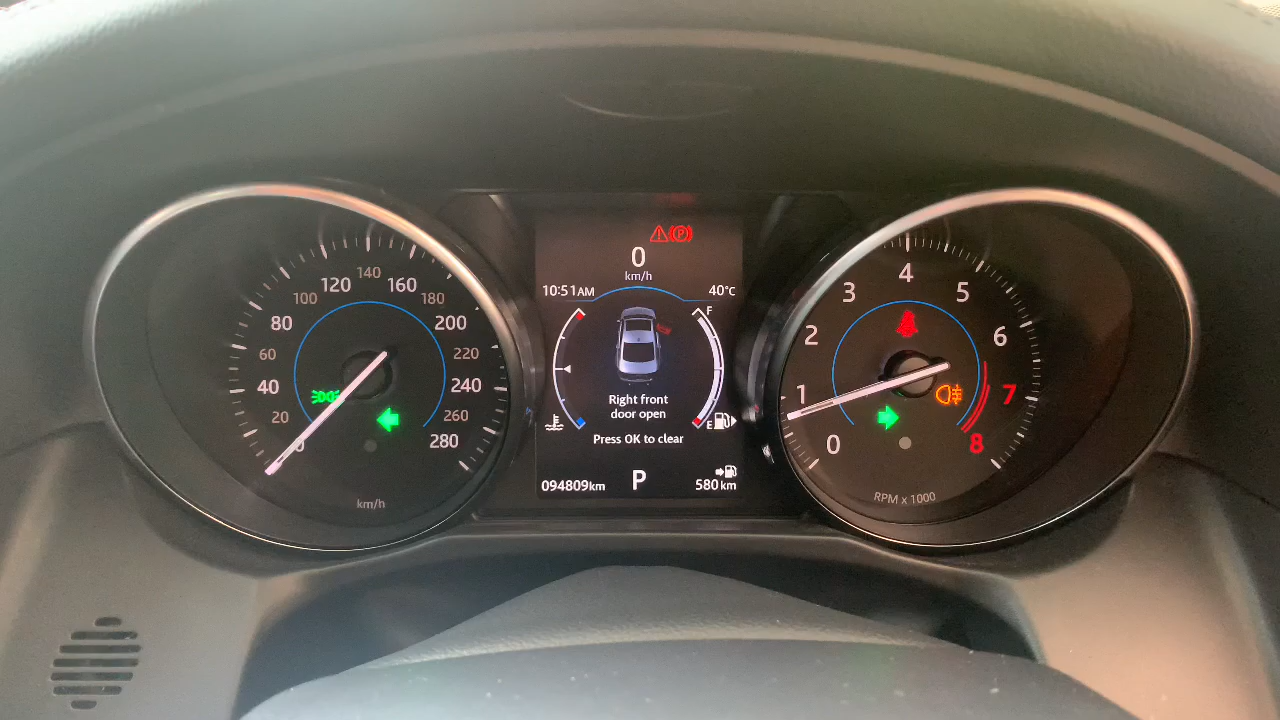 0
20
40
60
80
100
120
140
160
180
200
220
240
260
280
km/h
P
0
km/h
10:51AM
40°C
F
E
Right front
door open
Press OK to clear
094809km
P
580 km
0
1
2
3
4
5
6
7
8
RPM x 1000